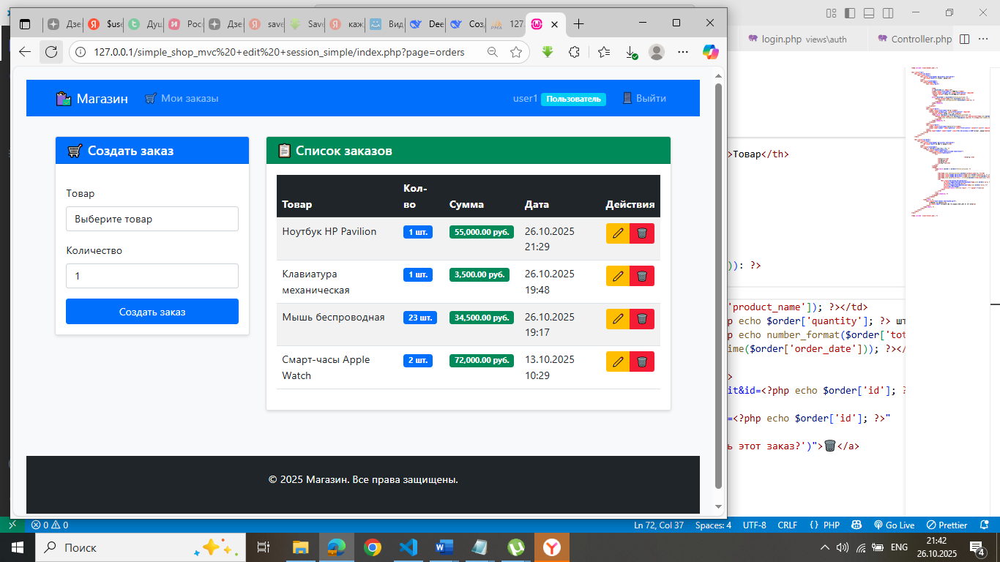 Дзе
$use
Душ
Рос
Дзе
save
Save
каж
Вид
Dee
Соз
127
127.0.0.1/simple_shop_mvc%20+edit%20+session_simple/index.php?page=orders
login.php views\auth
Controller.php
Магазин
Мои заказы
user1 Пользователь
Выйти
Создать заказ
Товар
Выберите товар
Количество
1
Создать заказ
Список заказов
Товар Кол-во Сумма Дата Действия
Ноутбук HP Pavilion 1 шт. 55,000.00 руб. 26.10.2025 21:29
Клавиатура механическая 1 шт. 3,500.00 руб. 26.10.2025 19:48
Мышь беспроводная 23 шт. 34,500.00 руб. 26.10.2025 19:17
Смарт-часы Apple Watch 2 шт. 72,000.00 руб. 13.10.2025 10:29
© 2025 Магазин. Все права защищены.
>Товар</th>
)): ?>
'product_name']); ?></td>
p echo $order['quantity']; ?> шт
p echo number_format($order['tot
ime($order['order_date'])); ?></
>
it&id=<?php echo $order['id']; ?
=<?php echo $order['id']; ?>"
ь этот заказ?')">🗑️</a>
0 0
Ln 72, Col 37 Spaces: 4 UTF-8 CRLF {} PHP Go Live Prettier
Поиск
ENG
21:42
26.10.2025
4